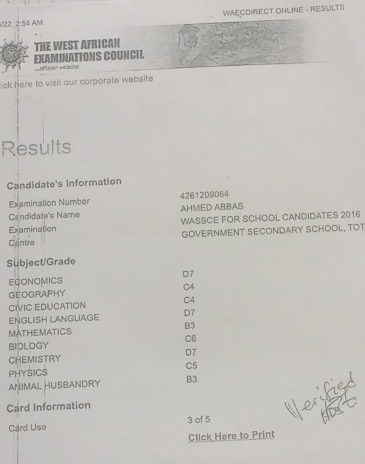 /22, 2:54 AM
WAECDIRECT ONLINE - RESULTS
THE WEST AFRICAN
EXAMINATIONS COUNCIL
...official website
lick here to visit our corporate website
Results
Candidate's Information
Examination Number 4261209064
Candidate's Name AHMED ABBAS
Examination WASSCE FOR SCHOOL CANDIDATES 2016
Centre GOVERNMENT SECONDARY SCHOOL, TOT
Subject/Grade
ECONOMICS D7
GEOGRAPHY C4
CIVIC EDUCATION C4
ENGLISH LANGUAGE D7
MATHEMATICS B3
BIOLOGY C6
CHEMISTRY D7
PHYSICS C5
ANIMAL HUSBANDRY B3
Card Information
Card Use 3 of 5
Click Here to Print
Verified